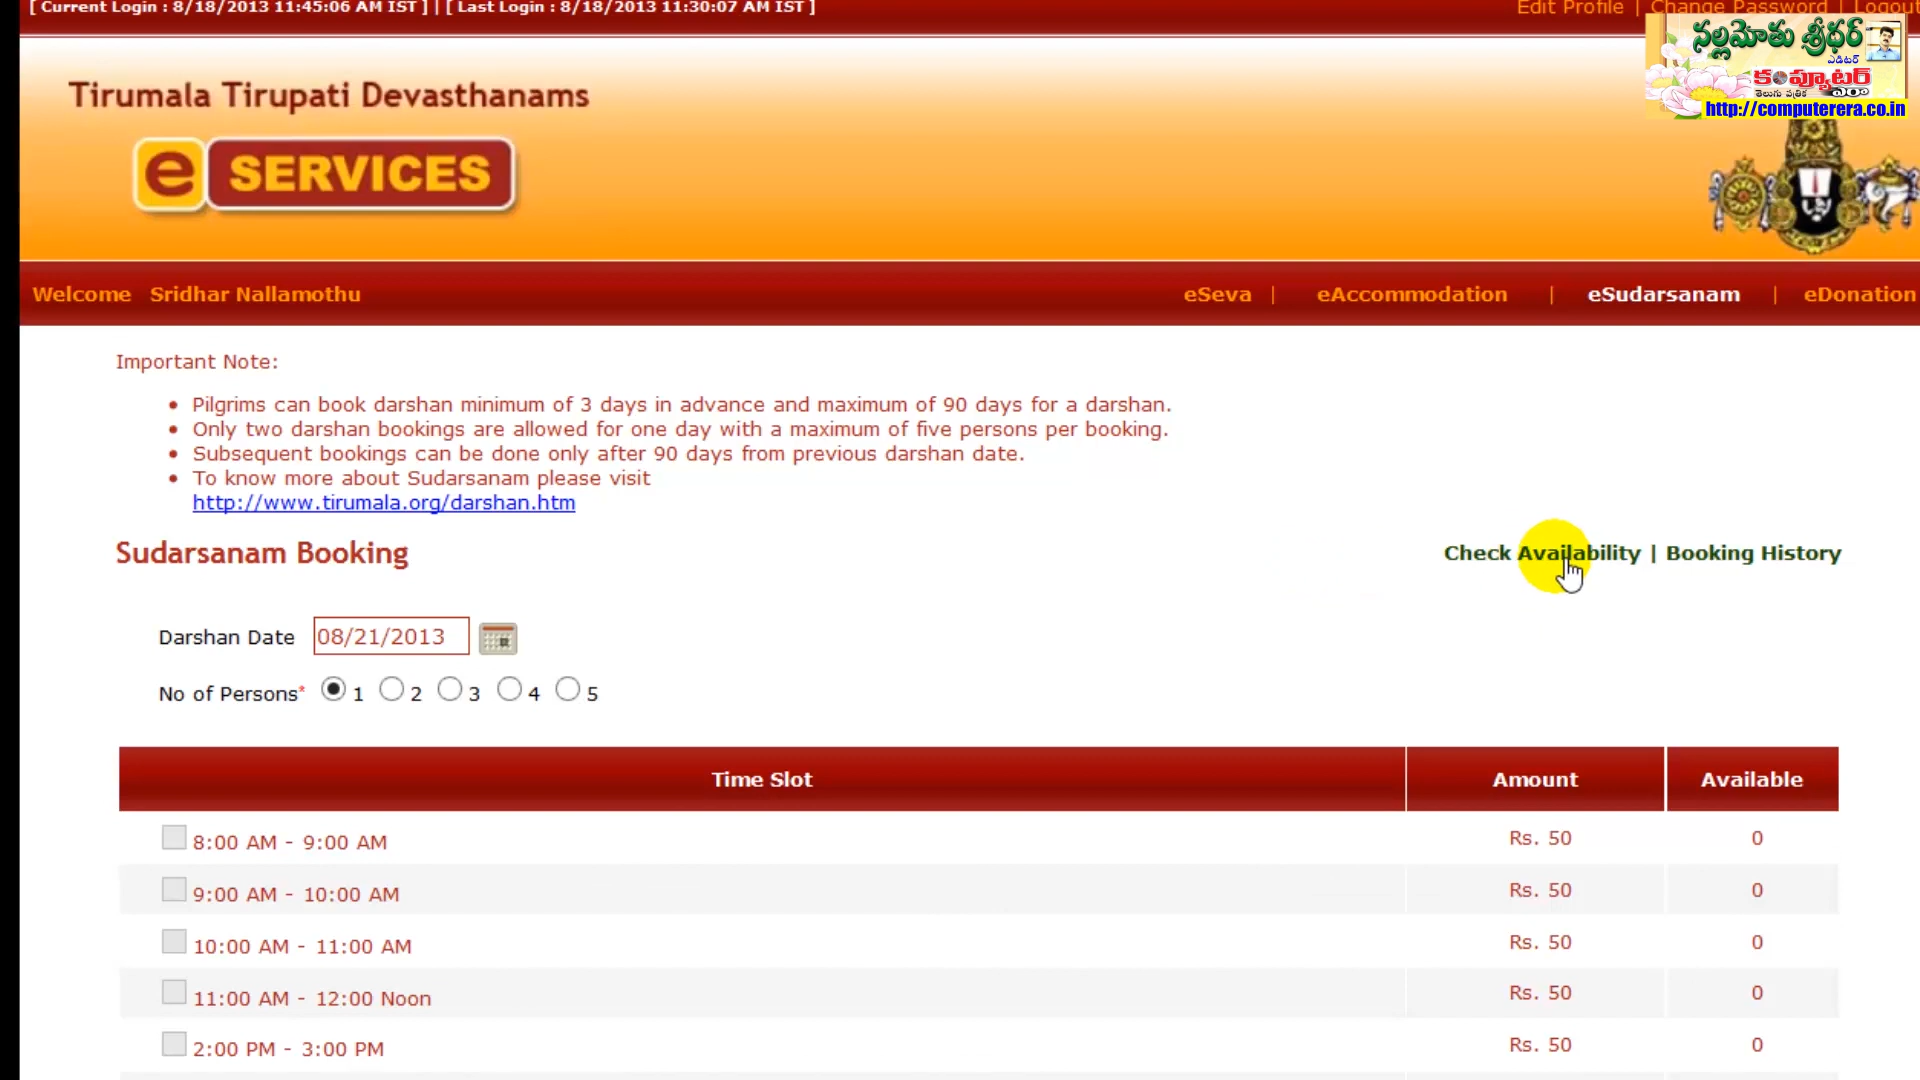 [ Current Login : 8/18/2013 11:45:06 AM IST ] | [ Last Login : 8/18/2013 11:30:07 AM IST ]
Edit Profile | Change Password | Logout
నల్లమోతు శ్రీధర్
ఎడిటర్
కంప్యూటర్ ఎరా
తెలుగు పత్రిక
http://computerera.co.in
Tirumala Tirupati Devasthanams
e SERVICES
Welcome Sridhar Nallamothu
eSeva | eAccommodation | eSudarsanam | eDonation
Important Note:
• Pilgrims can book darshan minimum of 3 days in advance and maximum of 90 days for a darshan.
• Only two darshan bookings are allowed for one day with a maximum of five persons per booking.
• Subsequent bookings can be done only after 90 days from previous darshan date.
• To know more about Sudarsanam please visit
http://www.tirumala.org/darshan.htm
Sudarsanam Booking
Check Availability | Booking History
Darshan Date 08/21/2013
No of Persons* 1 2 3 4 5
Time Slot Amount Available
8:00 AM - 9:00 AM Rs. 50 0
9:00 AM - 10:00 AM Rs. 50 0
10:00 AM - 11:00 AM Rs. 50 0
11:00 AM - 12:00 Noon Rs. 50 0
2:00 PM - 3:00 PM Rs. 50 0